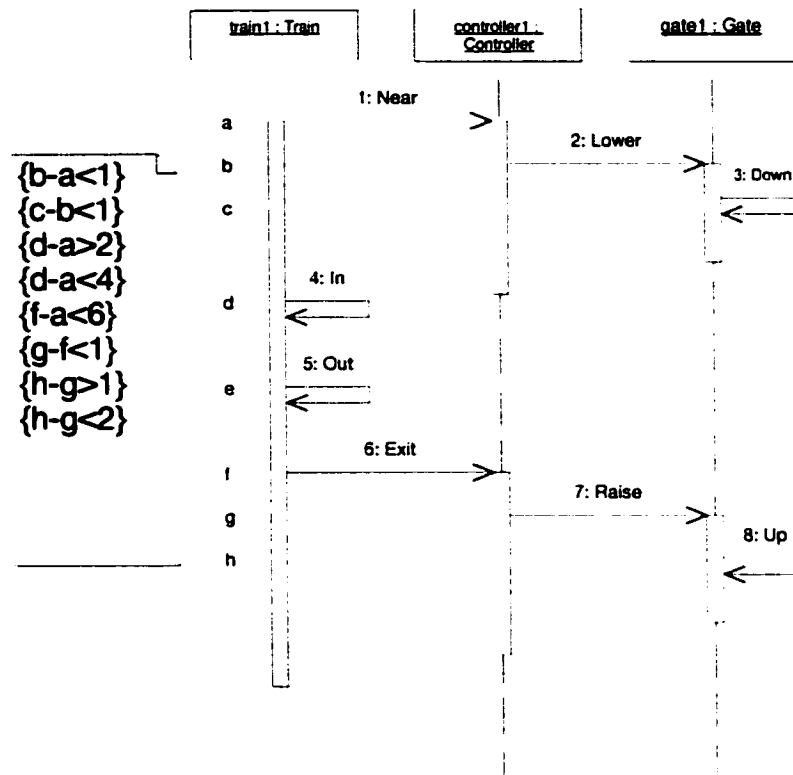 train1 : Train
controller1 :
Controller
gate1 : Gate
1: Near
a
2: Lower
b
3: Down
c
{b-a<1}
{c-b<1}
{d-a>2}
{d-a<4}
{f-a<6}
{g-f<1}
{h-g>1}
{h-g<2}
4: In
d
5: Out
e
6: Exit
f
7: Raise
g
8: Up
h